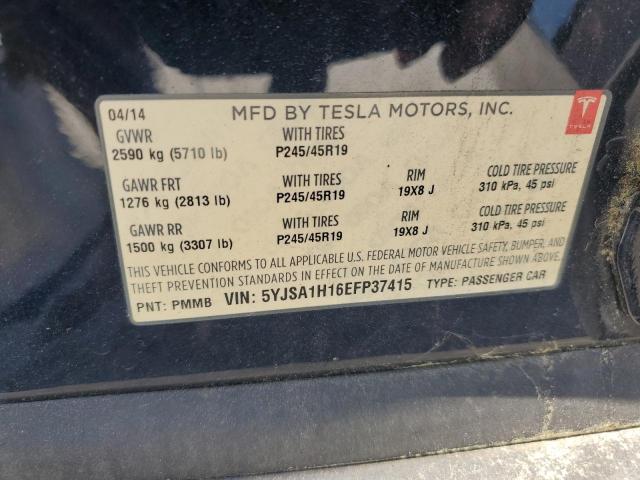 04/14 MFD BY TESLA MOTORS, INC.
GVWR WITH TIRES
2590 kg (5710 lb) P245/45R19
GAWR FRT WITH TIRES RIM COLD TIRE PRESSURE
1276 kg (2813 lb) P245/45R19 19X8 J 310 kPa, 45 psi
GAWR RR WITH TIRES RIM COLD TIRE PRESSURE
1500 kg (3307 lb) P245/45R19 19X8 J 310 kPa, 45 psi
THIS VEHICLE CONFORMS TO ALL APPLICABLE U.S. FEDERAL MOTOR VEHICLE SAFETY, BUMPER, AND
THEFT PREVENTION STANDARDS IN EFFECT ON THE DATE OF MANUFACTURE SHOWN ABOVE.
PNT: PMMB VIN: 5YJSA1H16EFP37415 TYPE: PASSENGER CAR
TESLA